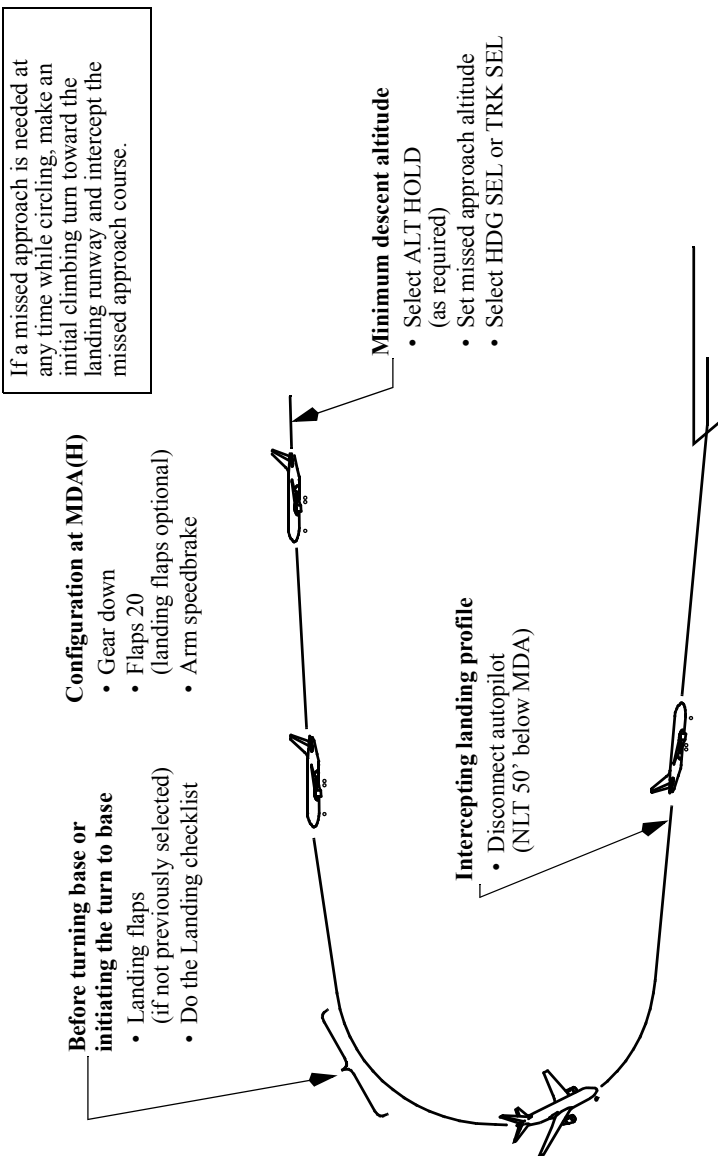 If a missed approach is needed at
any time while circling, make an
initial climbing turn toward the
landing runway and intercept the
missed approach course.
Minimum descent altitude
• Select ALT HOLD
(as required)
• Set missed approach altitude
• Select HDG SEL or TRK SEL
Configuration at MDA(H)
• Gear down
• Flaps 20
(landing flaps optional)
• Arm speedbrake
Before turning base or
initiating the turn to base
• Landing flaps
(if not previously selected)
• Do the Landing checklist
Intercepting landing profile
• Disconnect autopilot
(NLT 50’ below MDA)